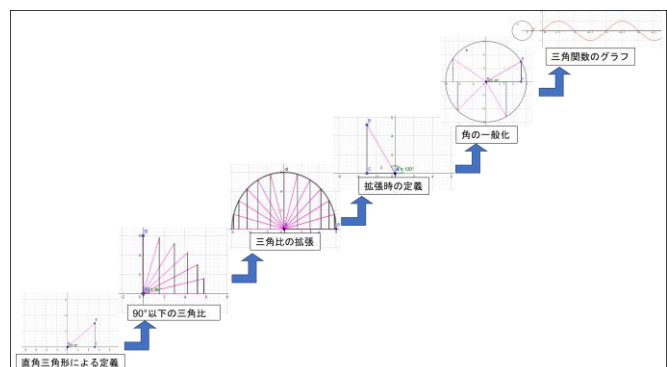 三角関数のグラフ
角の一般化
拡張時の定義
三角比の拡張
90°以下の三角比
直角三角形による定義